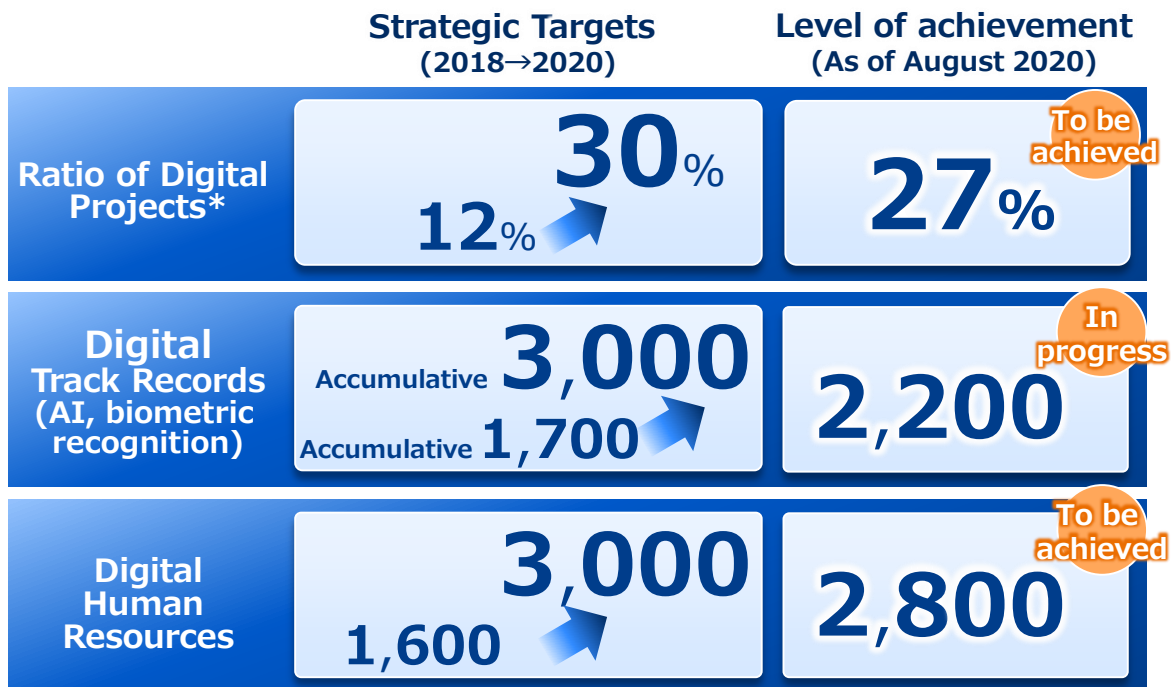 Strategic Targets
(2018→2020)
Level of achievement
(As of August 2020)
Ratio of Digital
Projects*
30%
12%
To be
achieved
27%
Digital
Track Records
(AI, biometric
recognition)
Accumulative 3,000
Accumulative 1,700
In
progress
2,200
Digital
Human
Resources
3,000
1,600
To be
achieved
2,800